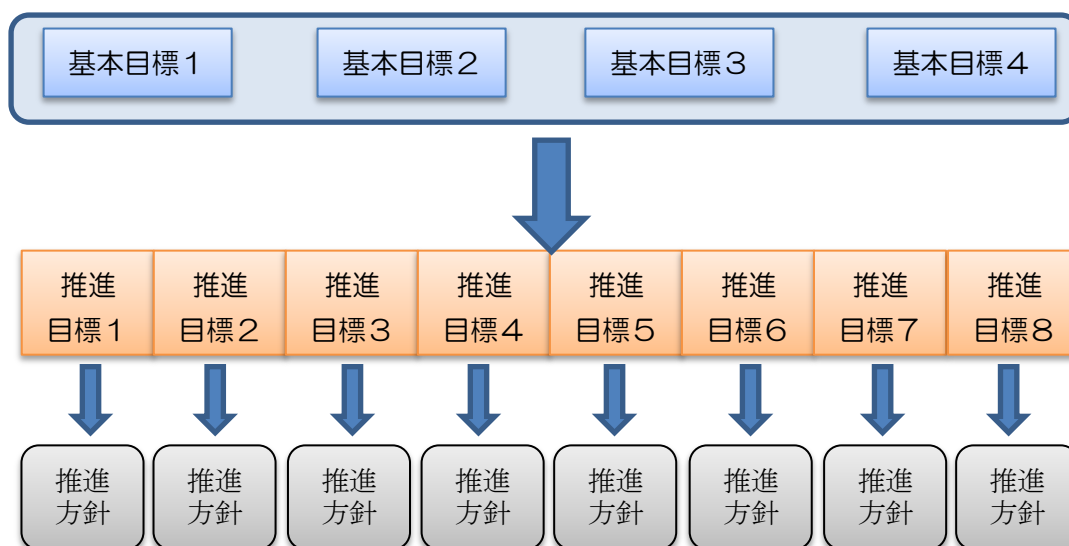 基本目標１
基本目標２
基本目標３
基本目標４
推進
目標１
推進
目標２
推進
目標３
推進
目標４
推進
目標５
推進
目標６
推進
目標７
推進
目標８
推進
方針
推進
方針
推進
方針
推進
方針
推進
方針
推進
方針
推進
方針
推進
方針